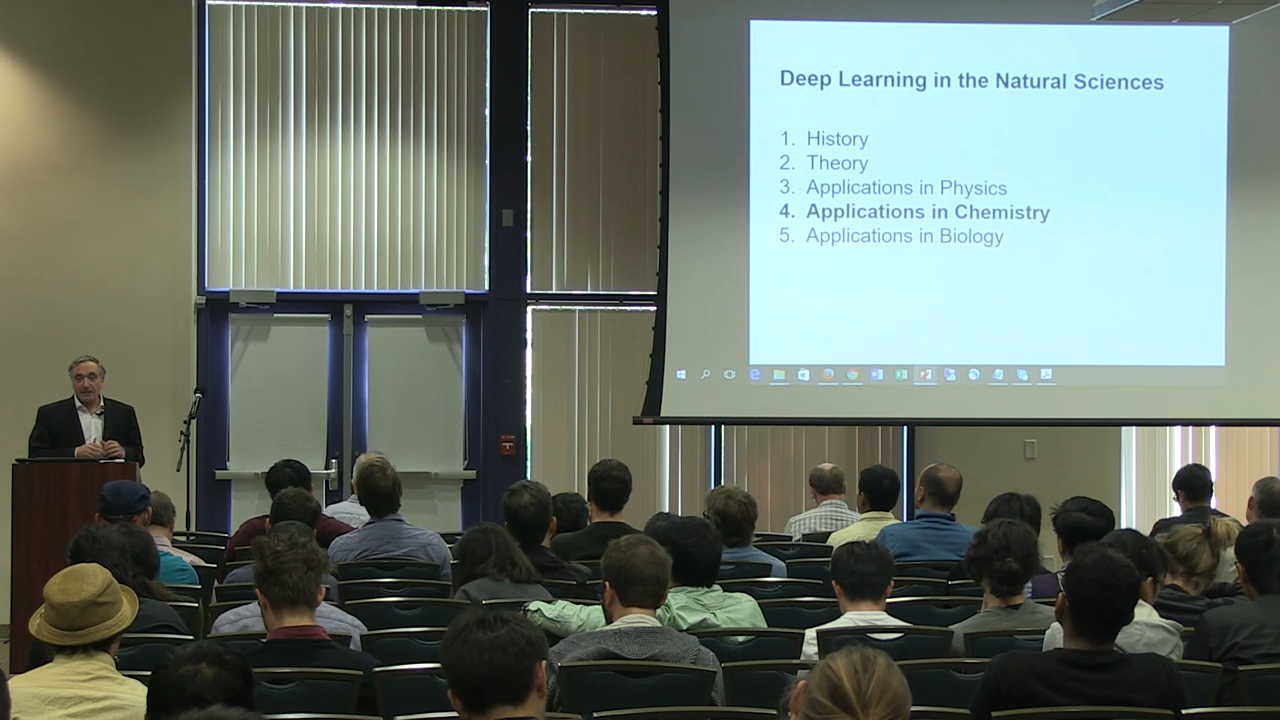 Deep Learning in the Natural Sciences
1. History
2. Theory
3. Applications in Physics
4. Applications in Chemistry
5. Applications in Biology